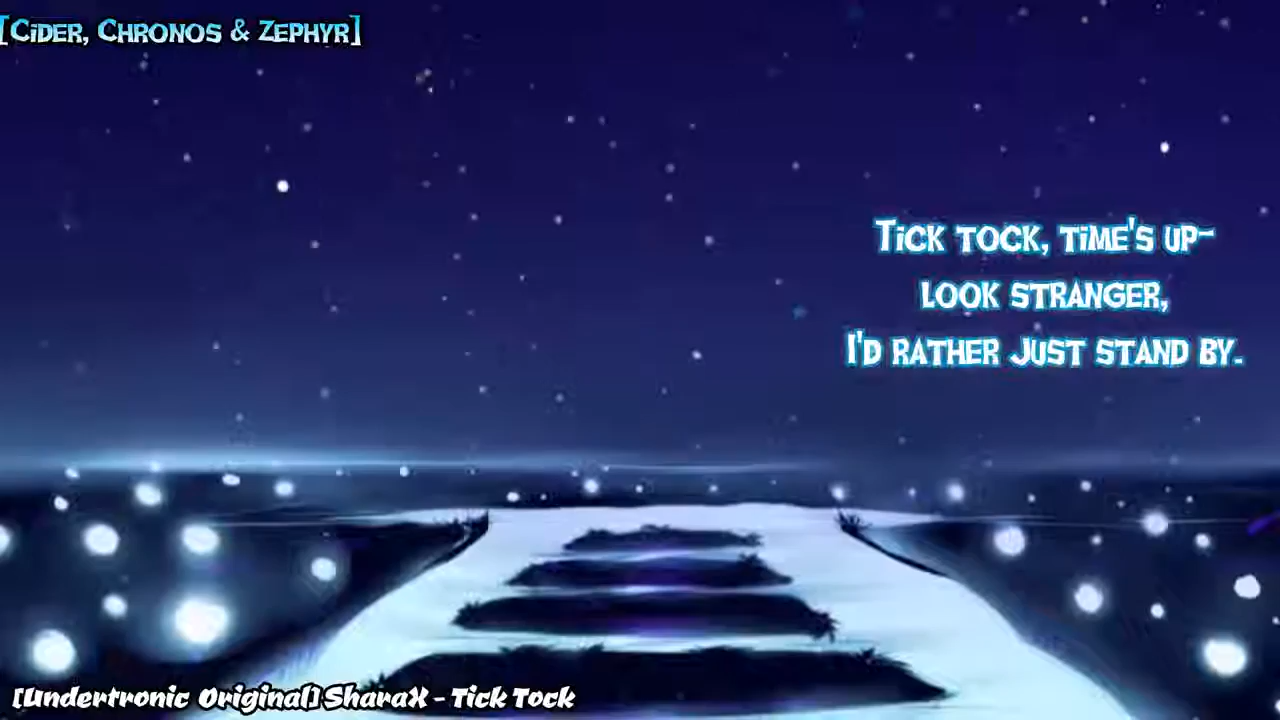 [Cider, Chronos & Zephyr]
Tick tock, time's up-
look stranger,
I'd rather just stand by.
[Undertronic Original] SharaX - Tick Tock